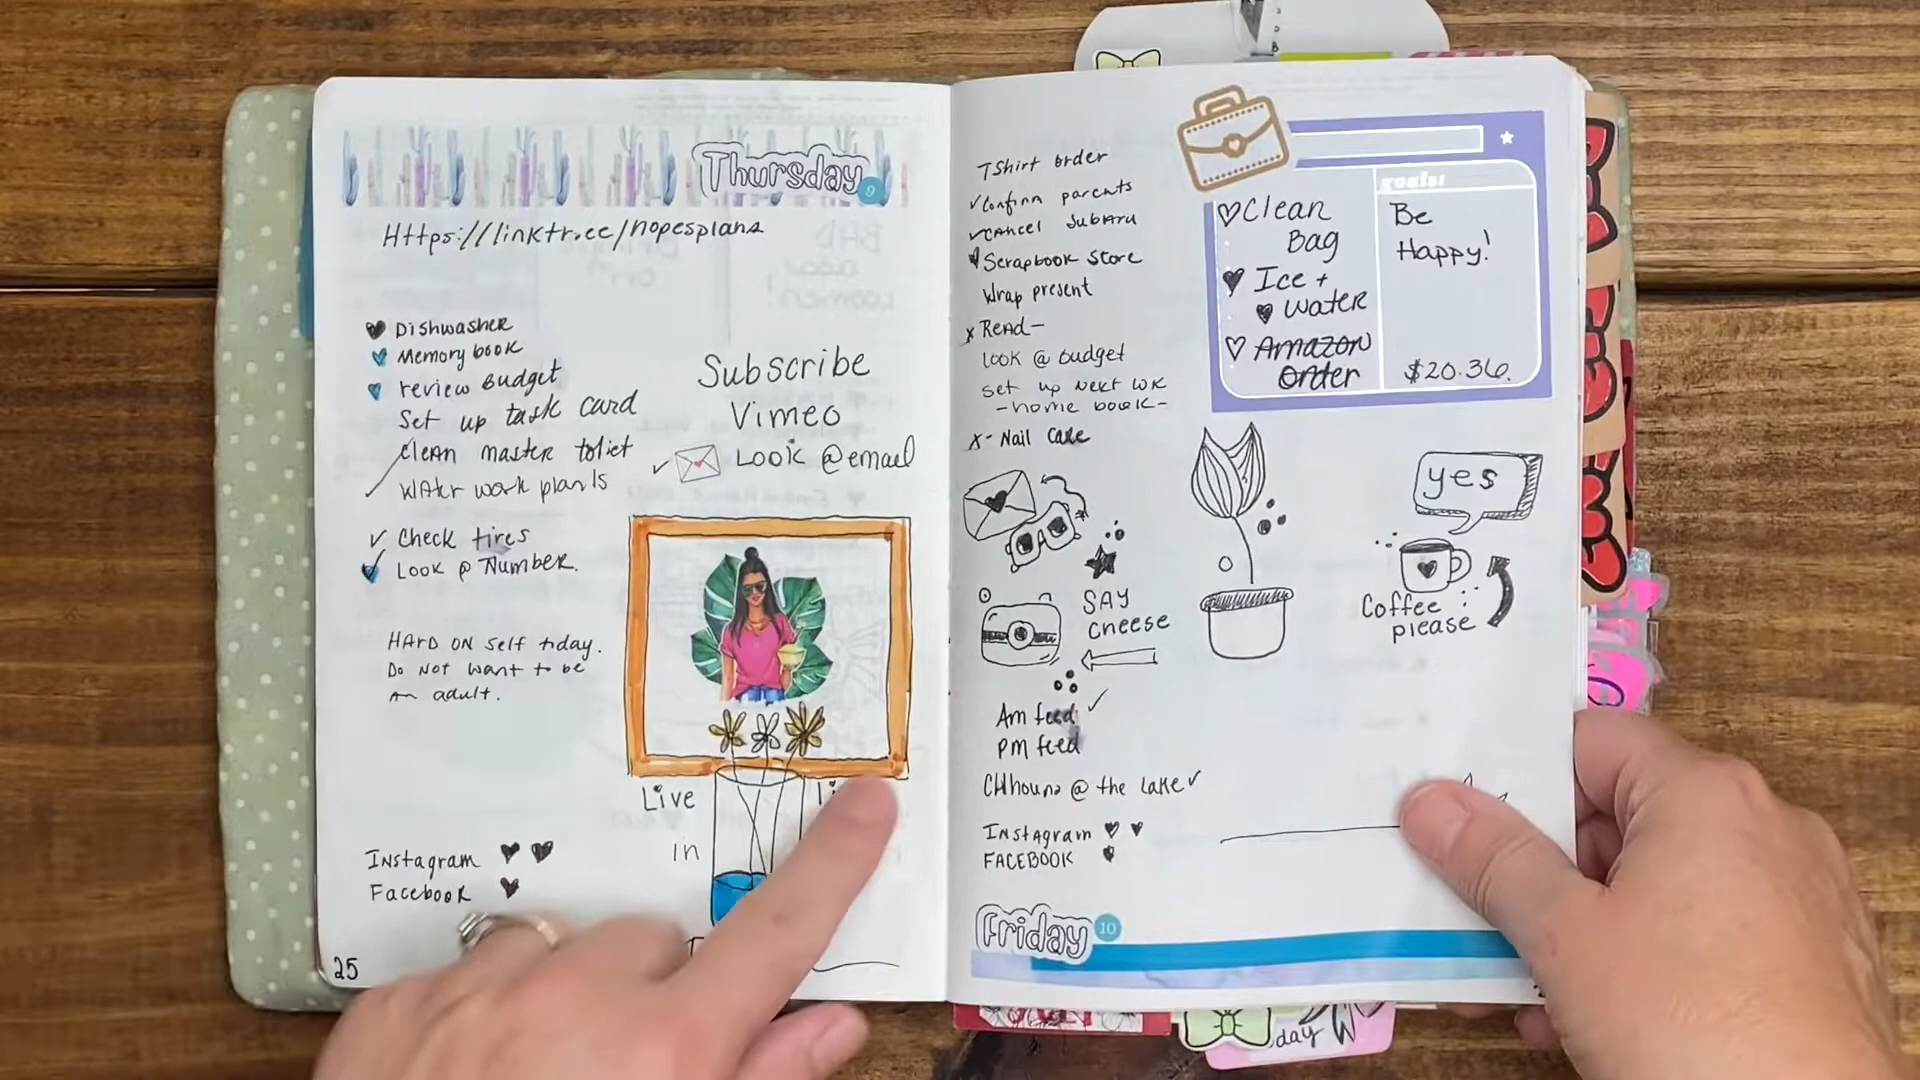 Thursday 9
Https://linktr.ee/hopesplans
Dishwasher
Memory book
review Budget
Set up task card
Clean master toliet
Water work plants
Check tires
Look @ Number.
Subscribe
Vimeo
Look @email
HARD ON Self today.
Do Not want to be
An adult.
Live
in
Instagram
Facebook
25
TShirt order
Confirm parents
Cancel Subaru
Scrapbook Store
Wrap present
x Read-
look @ budget
set up Next WK
-home book-
x - Nail Care
SAY
cheese
Am feed
PM feed
@ the Lake
Instagram
FACEBOOK
Friday 10
goals:
Clean
Bag
Ice +
Water
Amazon
Order
Be
Happy!
$20.36.
yes
Coffee
please
day